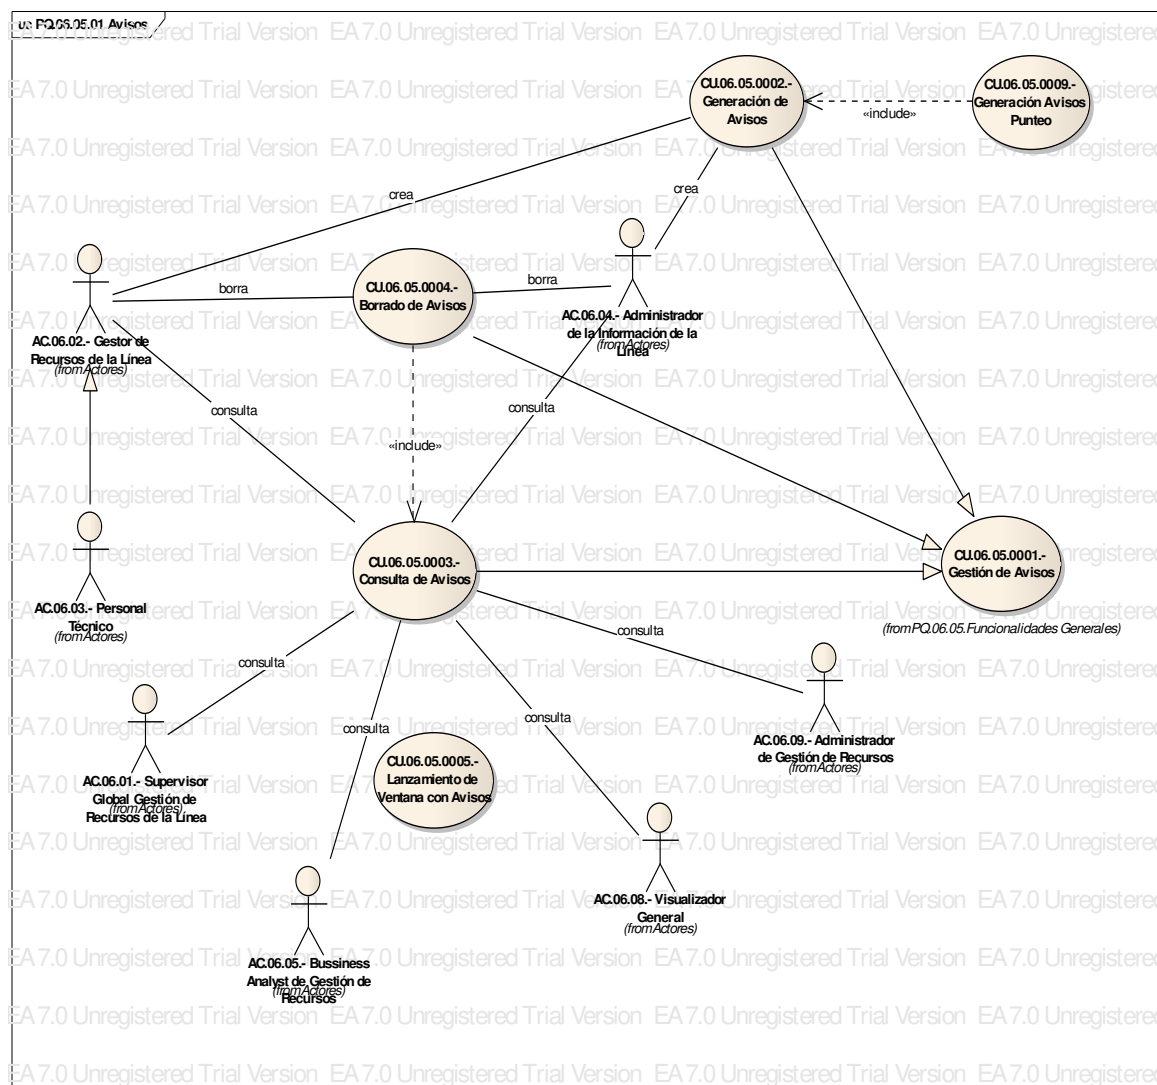 uc PQ.06.05.01 Avisos
EA 7.0 Unregistered Trial Version
CU.06.05.0002.-
Generación de
Avisos
CU.06.05.0009.-
Generación Avisos
Punteo
«include»
crea
crea
CU.06.05.0004.-
Borrado de Avisos
borra
borra
AC.06.02.- Gestor de
Recursos de la Línea
(from Actores)
AC.06.04.- Administrador
de la Información de la
Línea
(from Actores)
consulta
consulta
«include»
AC.06.03.- Personal
Técnico
(from Actores)
CU.06.05.0003.-
Consulta de Avisos
CU.06.05.0001.-
Gestión de Avisos
(from PQ.06.05.Funcionalidades Generales)
consulta
consulta
consulta
consulta
AC.06.01.- Supervisor
Global Gestión de
Recursos de la Línea
(from Actores)
CU.06.05.0005.-
Lanzamiento de
Ventana con Avisos
AC.06.09.- Administrador
de Gestión de Recursos
(from Actores)
AC.06.08.- Visualizador
General
(from Actores)
AC.06.05.- Bussiness
Analyst de Gestión de
Recursos
(from Actores)